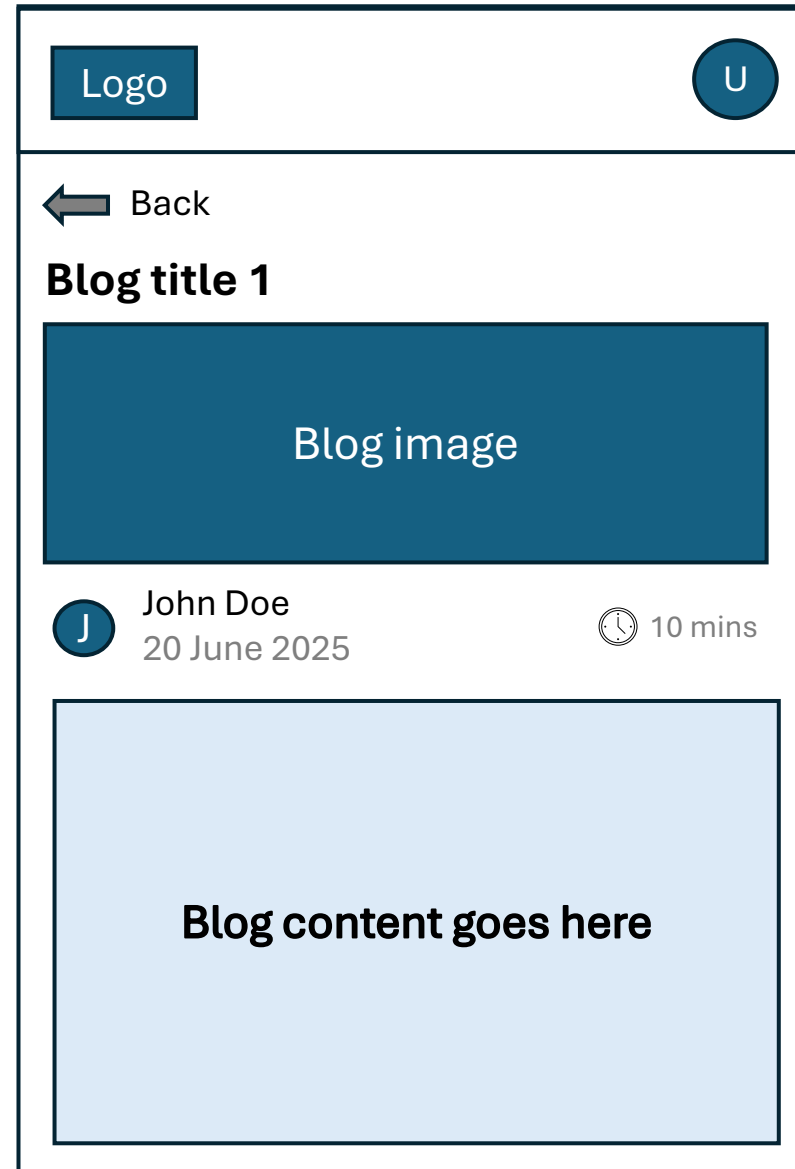 Logo
U
Back
Blog title 1
Blog image
J
John Doe
20 June 2025
10 mins
Blog content goes here